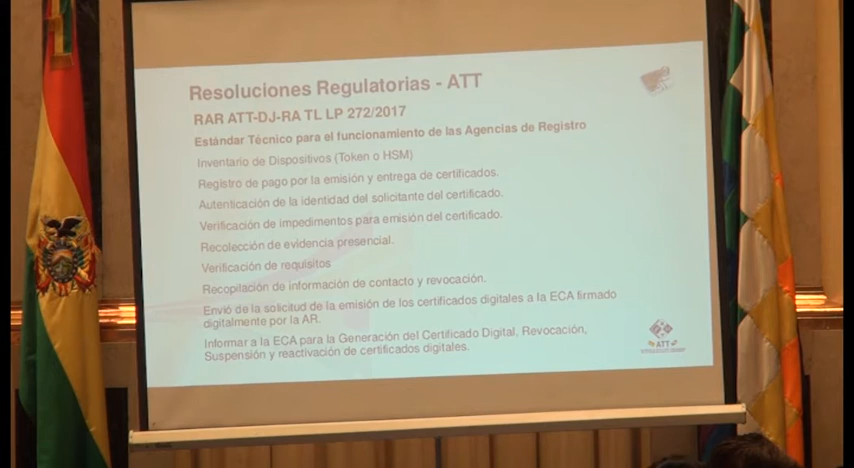 Resoluciones Regulatorias - ATT
RAR ATT-DJ-RA TL LP 272/2017
Estándar Técnico para el funcionamiento de las Agencias de Registro
Inventario de Dispositivos (Token o HSM)
Registro de pago por la emisión y entrega de certificados.
Autenticación de la identidad del solicitante del certificado.
Verificación de impedimentos para emisión del certificado.
Recolección de evidencia presencial.
Verificación de requisitos
Recopilación de información de contacto y revocación.
Envió de la solicitud de la emisión de los certificados digitales a la ECA firmado
digitalmente por la AR.
Informar a la ECA para la Generación del Certificado Digital, Revocación,
Suspensión y reactivación de certificados digitales.
ATT